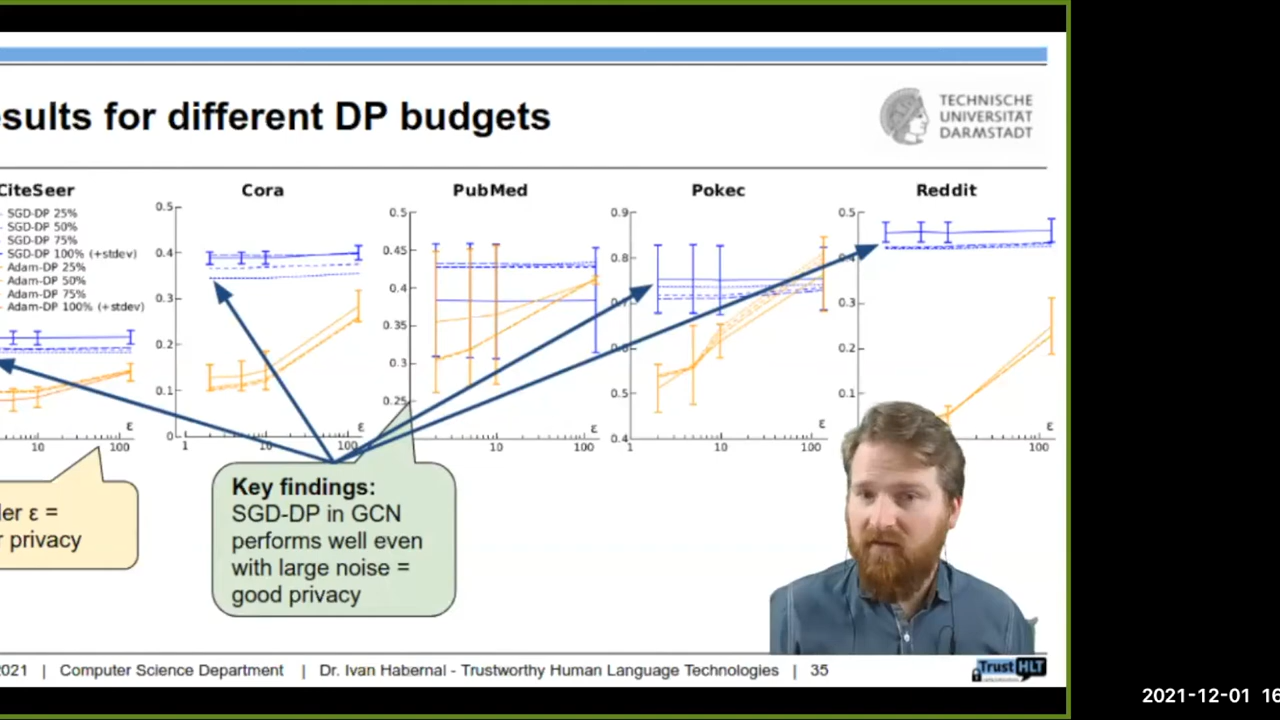 esults for different DP budgets
TECHNISCHE
UNIVERSITÄT
DARMSTADT
CiteSeer
SGD-DP 25%
SGD-DP 50%
SGD-DP 75%
SGD-DP 100% (+stdev)
Adam-DP 25%
Adam-DP 50%
Adam-DP 75%
Adam-DP 100% (+stdev)
ε
10 100
Cora
0.5
0.4
0.3
0.2
0.1
0
ε
1 10 100
PubMed
0.5
0.45
0.4
0.35
0.3
0.25
ε
10 100
Pokec
0.9
0.8
0.7
0.6
0.5
0.4
ε
1 10 100
Reddit
0.5
0.4
0.3
0.2
0.1
ε
100
ler ε =
r privacy
Key findings:
SGD-DP in GCN
performs well even
with large noise =
good privacy
021 | Computer Science Department | Dr. Ivan Habernal - Trustworthy Human Language Technologies | 35
Trust HLT
2021-12-01 16